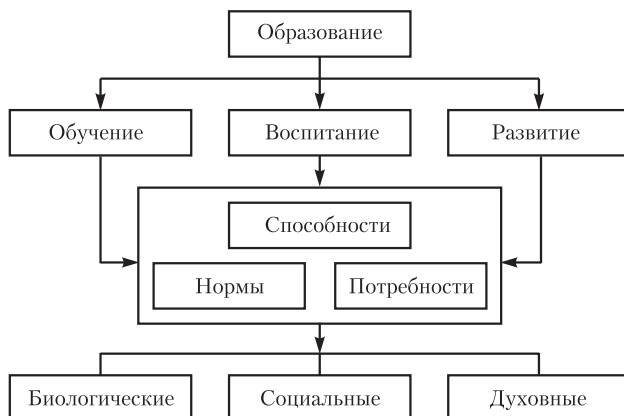 Образование
Обучение
Воспитание
Развитие
Способности
Нормы
Потребности
Биологические
Социальные
Духовные